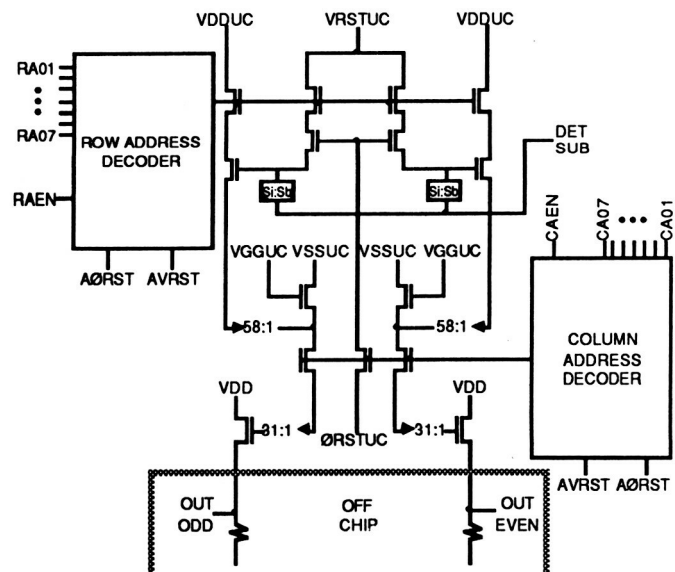 VDDUC VRSTUC VDDUC
RA01
RA07
ROW ADDRESS
DECODER
RAEN
AØRST AVRST
Si:Sb Si:Sb
DET
SUB
CAEN CA07 CA01
VGGUC VSSUC VSSUC VGGUC
58:1 58:1
COLUMN
ADDRESS
DECODER
VDD VDD
31:1 31:1
ØRSTUC
AVRST AØRST
OUT
ODD
OFF
CHIP
OUT
EVEN